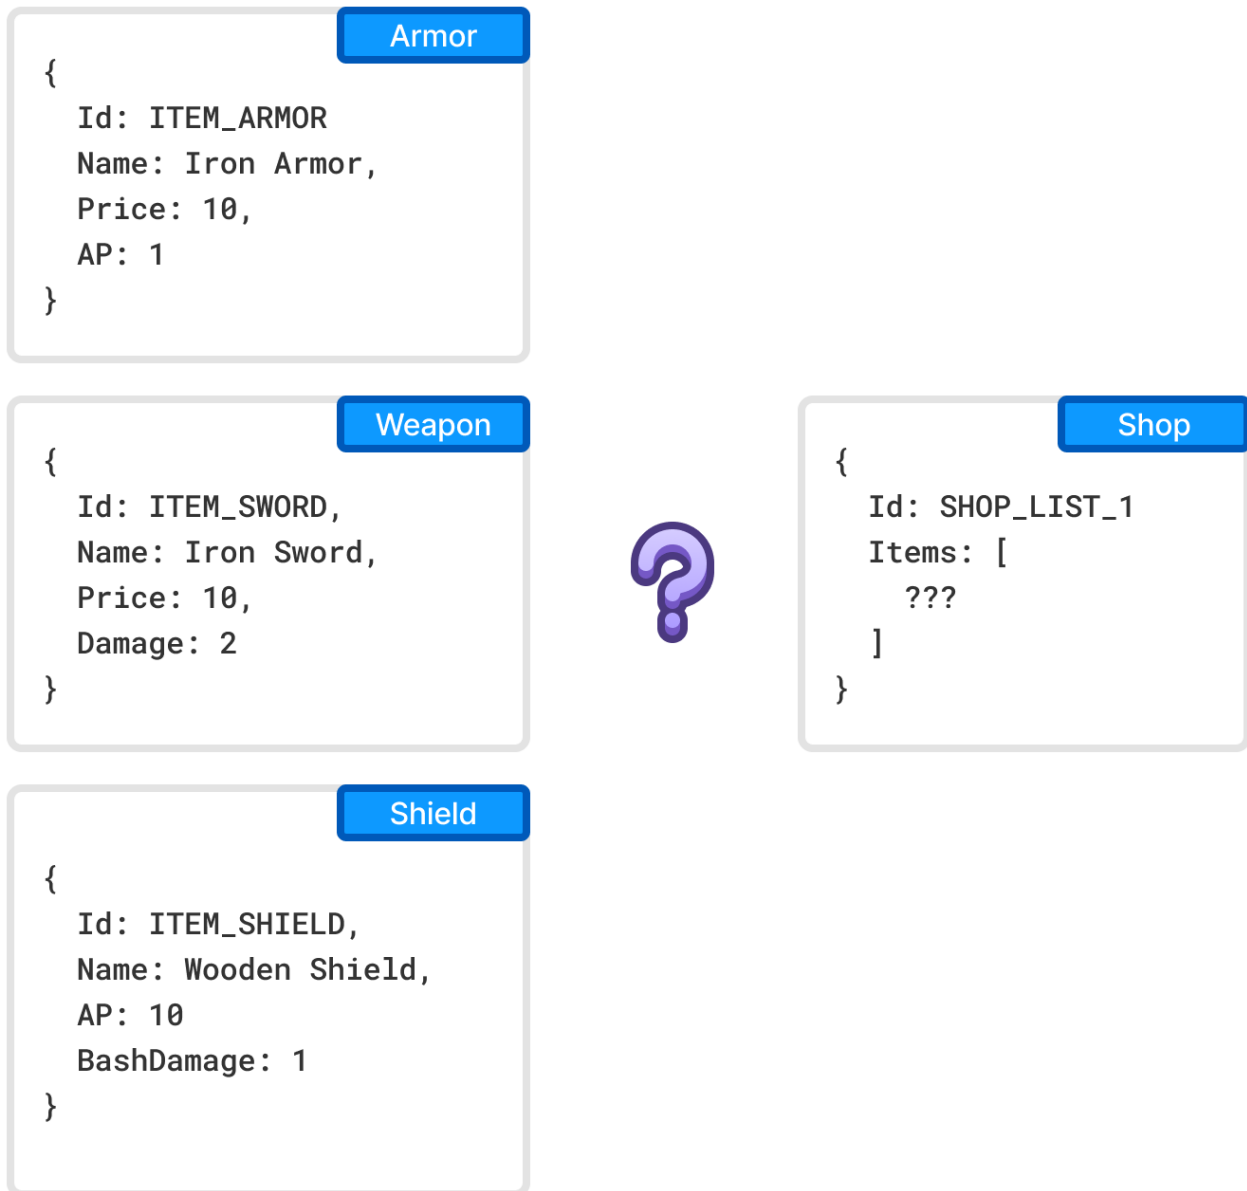 Armor
{
Id: ITEM_ARMOR
Name: Iron Armor,
Price: 10,
AP: 1
}
Weapon
{
Id: ITEM_SWORD,
Name: Iron Sword,
Price: 10,
Damage: 2
}
Shop
{
Id: SHOP_LIST_1
Items: [
???
]
}
Shield
{
Id: ITEM_SHIELD,
Name: Wooden Shield,
AP: 10
BashDamage: 1
}